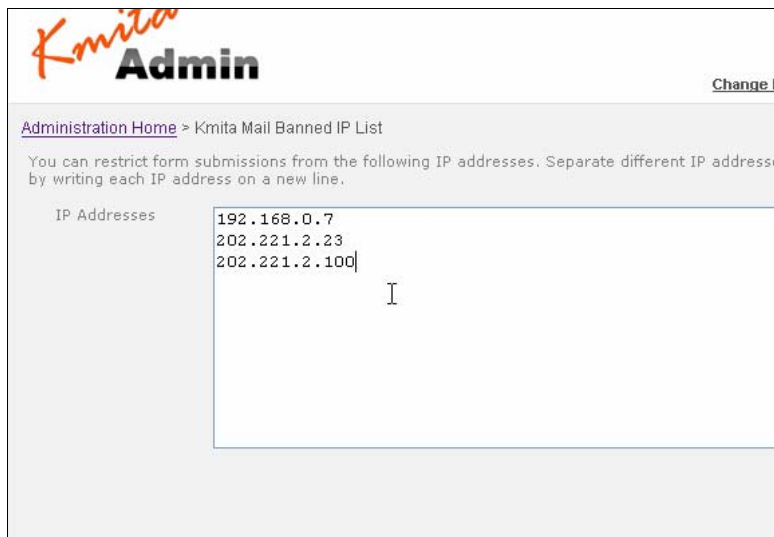 Kmita
Admin
Change
Administration Home > Kmita Mail Banned IP List
You can restrict form submissions from the following IP addresses. Separate different IP addresse
by writing each IP address on a new line.
IP Addresses
192.168.0.7
202.221.2.23
202.221.2.100